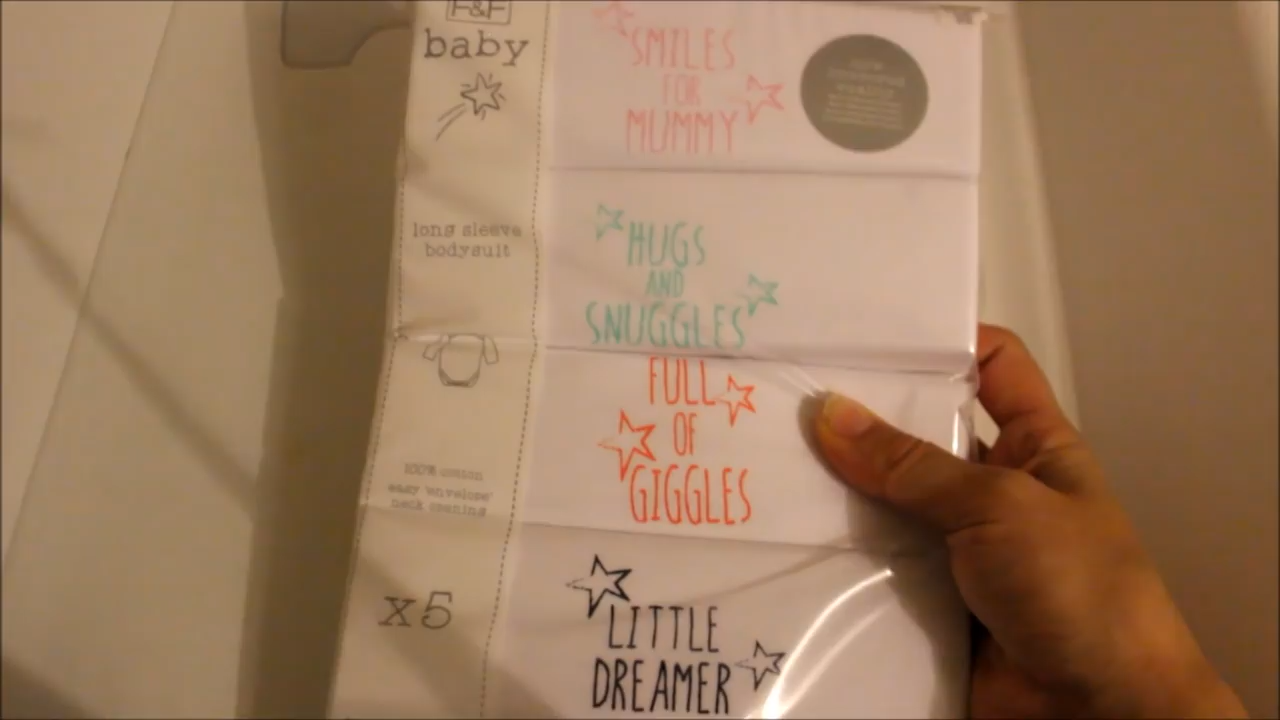 F&F
baby
long sleeve
bodysuit
100% cotton
easy 'envelope'
neck opening
x5
SMILES
FOR
MUMMY
HUGS
AND
SNUGGLES
FULL
OF
GIGGLES
LITTLE
DREAMER